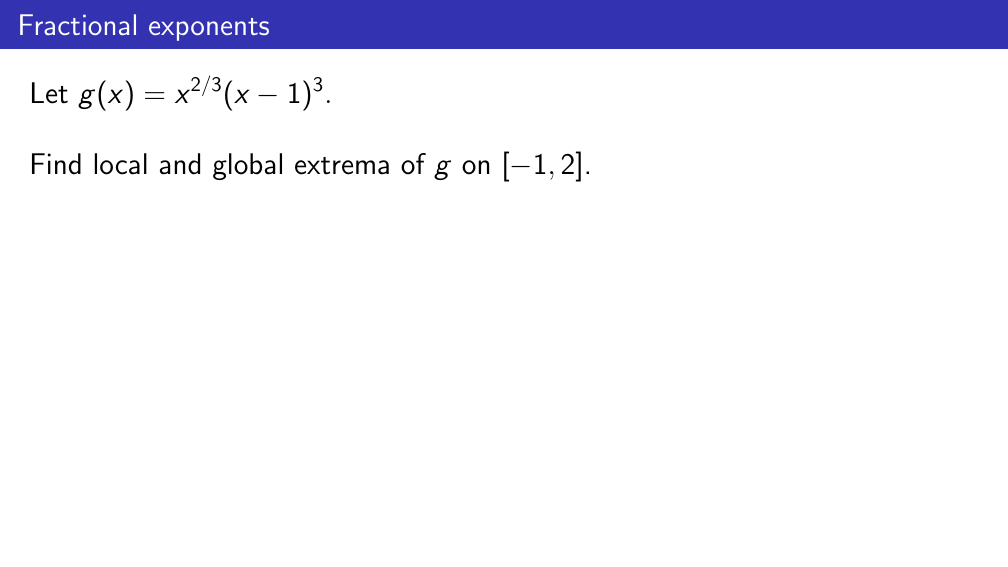 Fractional exponents
Let g(x) = x^{2/3}(x − 1)^3.
Find local and global extrema of g on [−1, 2].